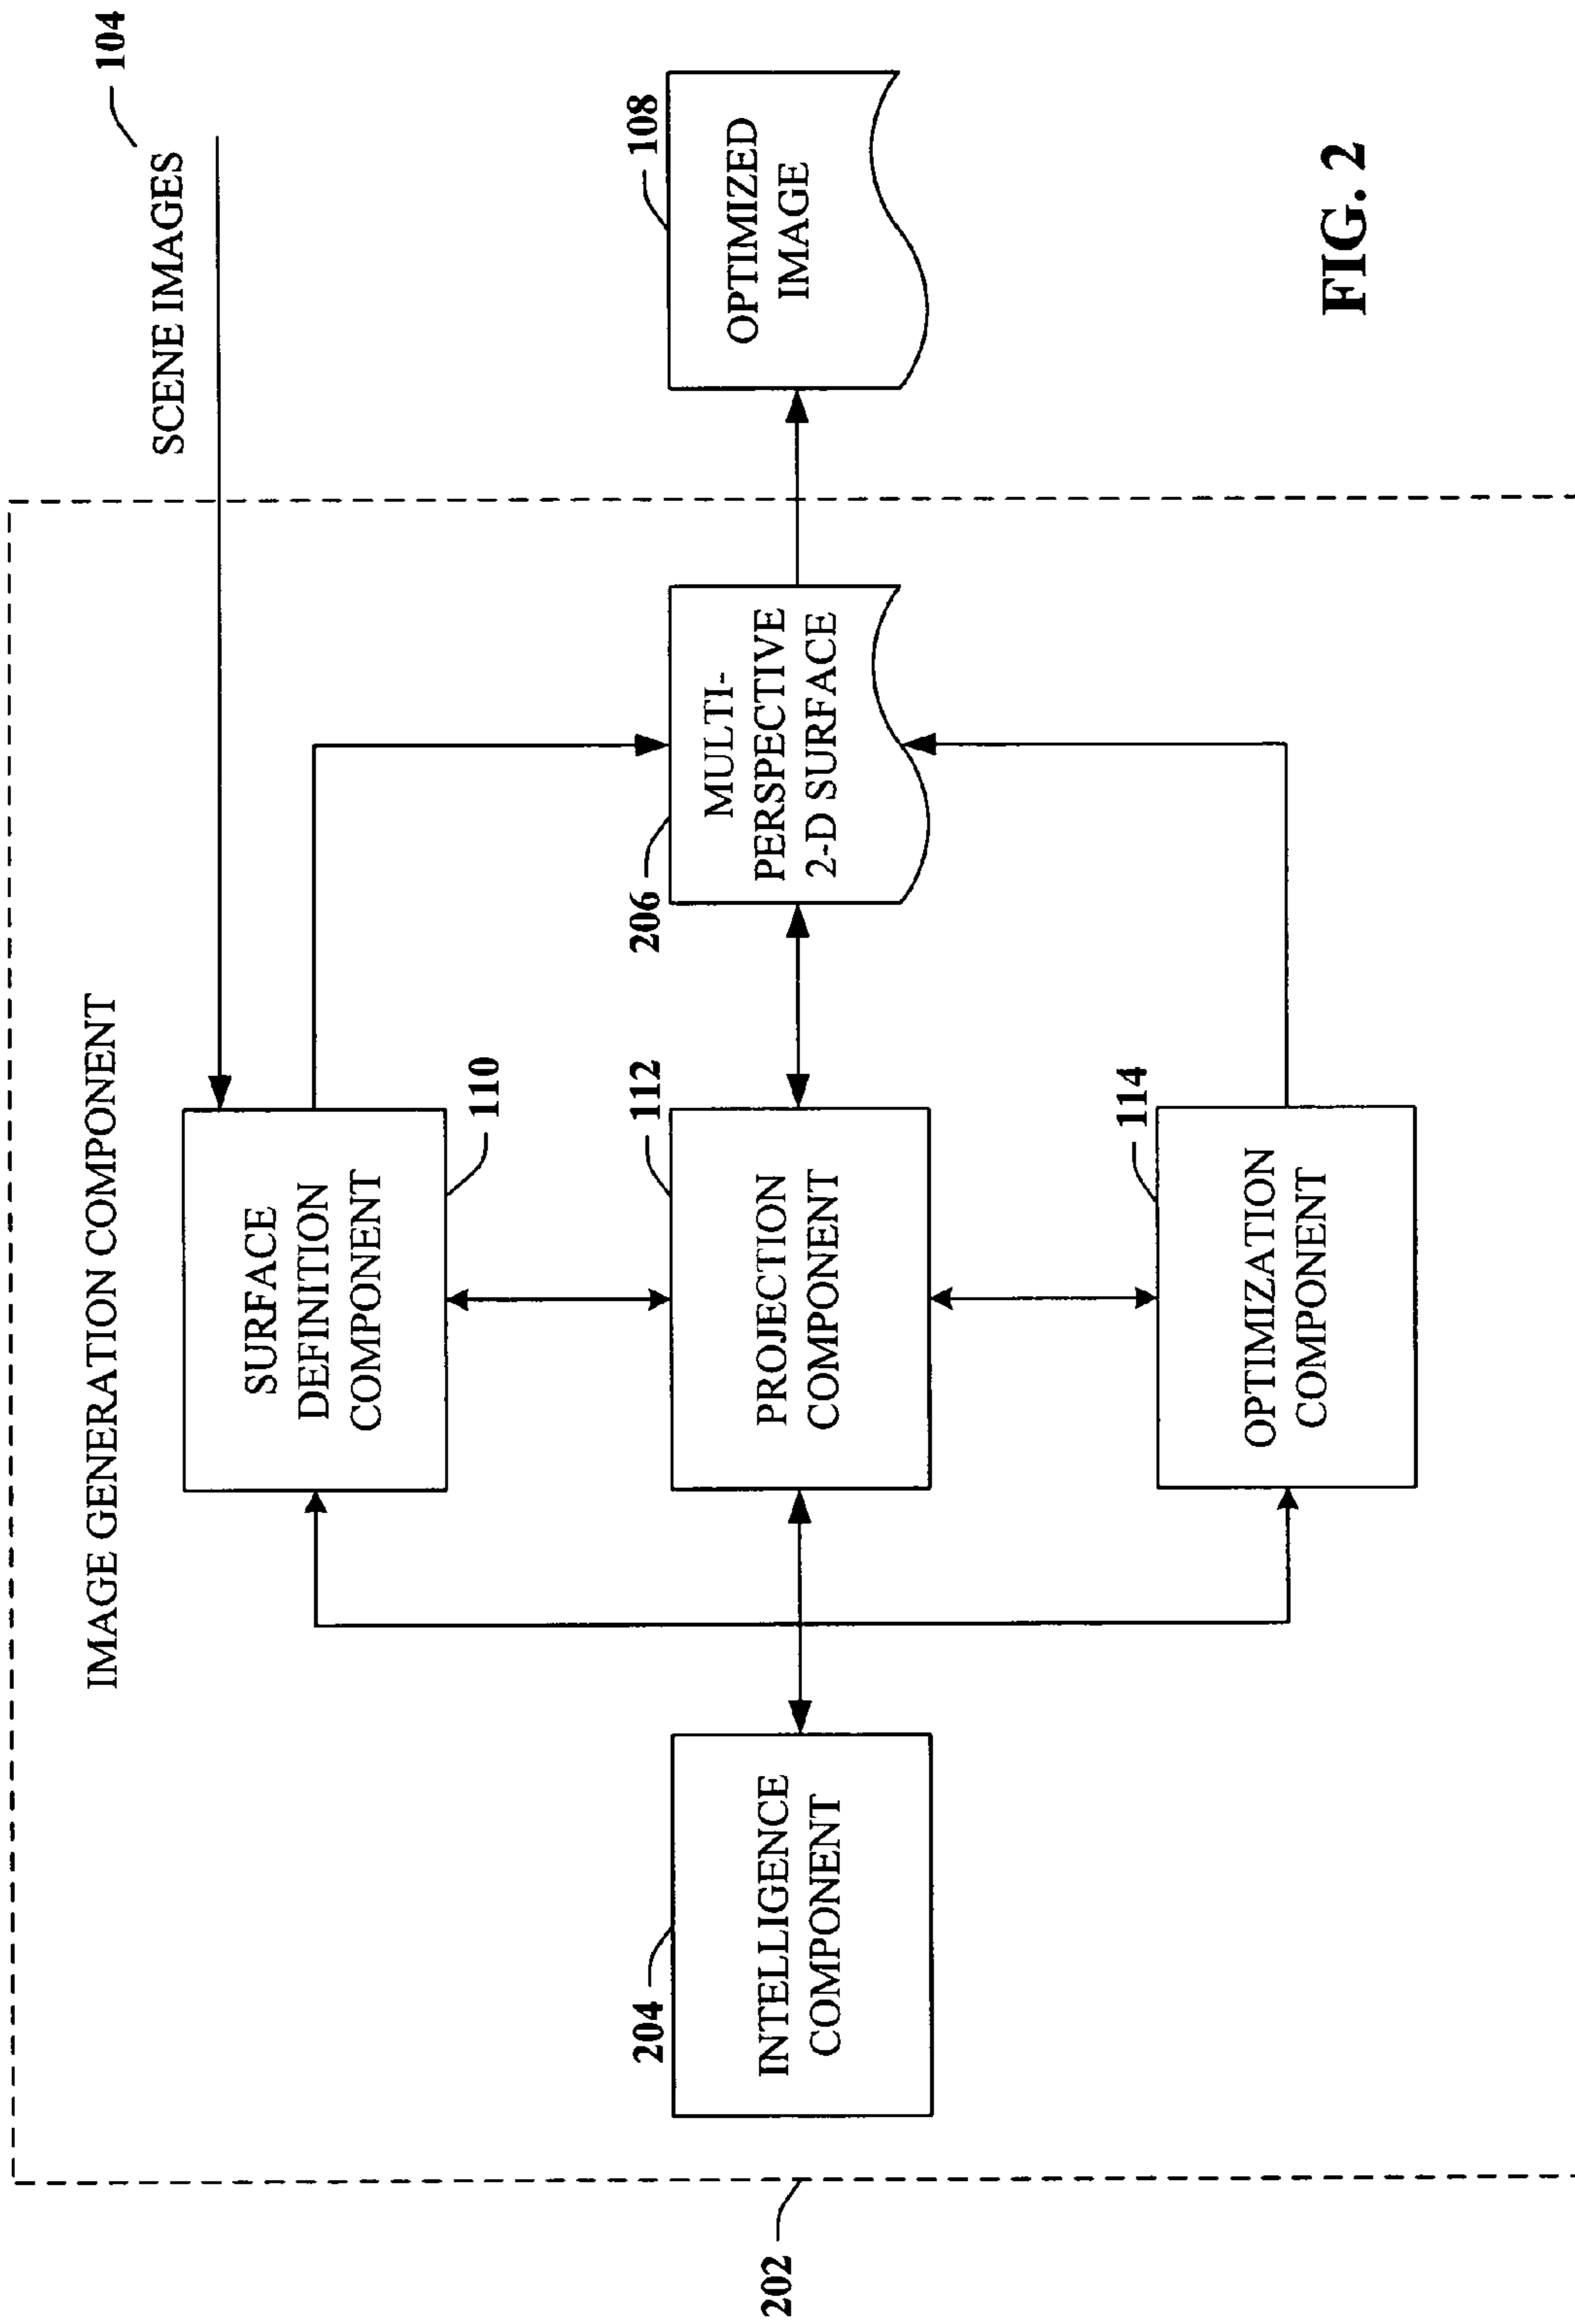 104
SCENE IMAGES
IMAGE GENERATION COMPONENT
SURFACE
DEFINITION
COMPONENT
110
204
INTELLIGENCE
COMPONENT
112
PROJECTION
COMPONENT
206
MULTI-
PERSPECTIVE
2-D SURFACE
108
OPTIMIZED
IMAGE
202
114
OPTIMIZATION
COMPONENT
FIG. 2